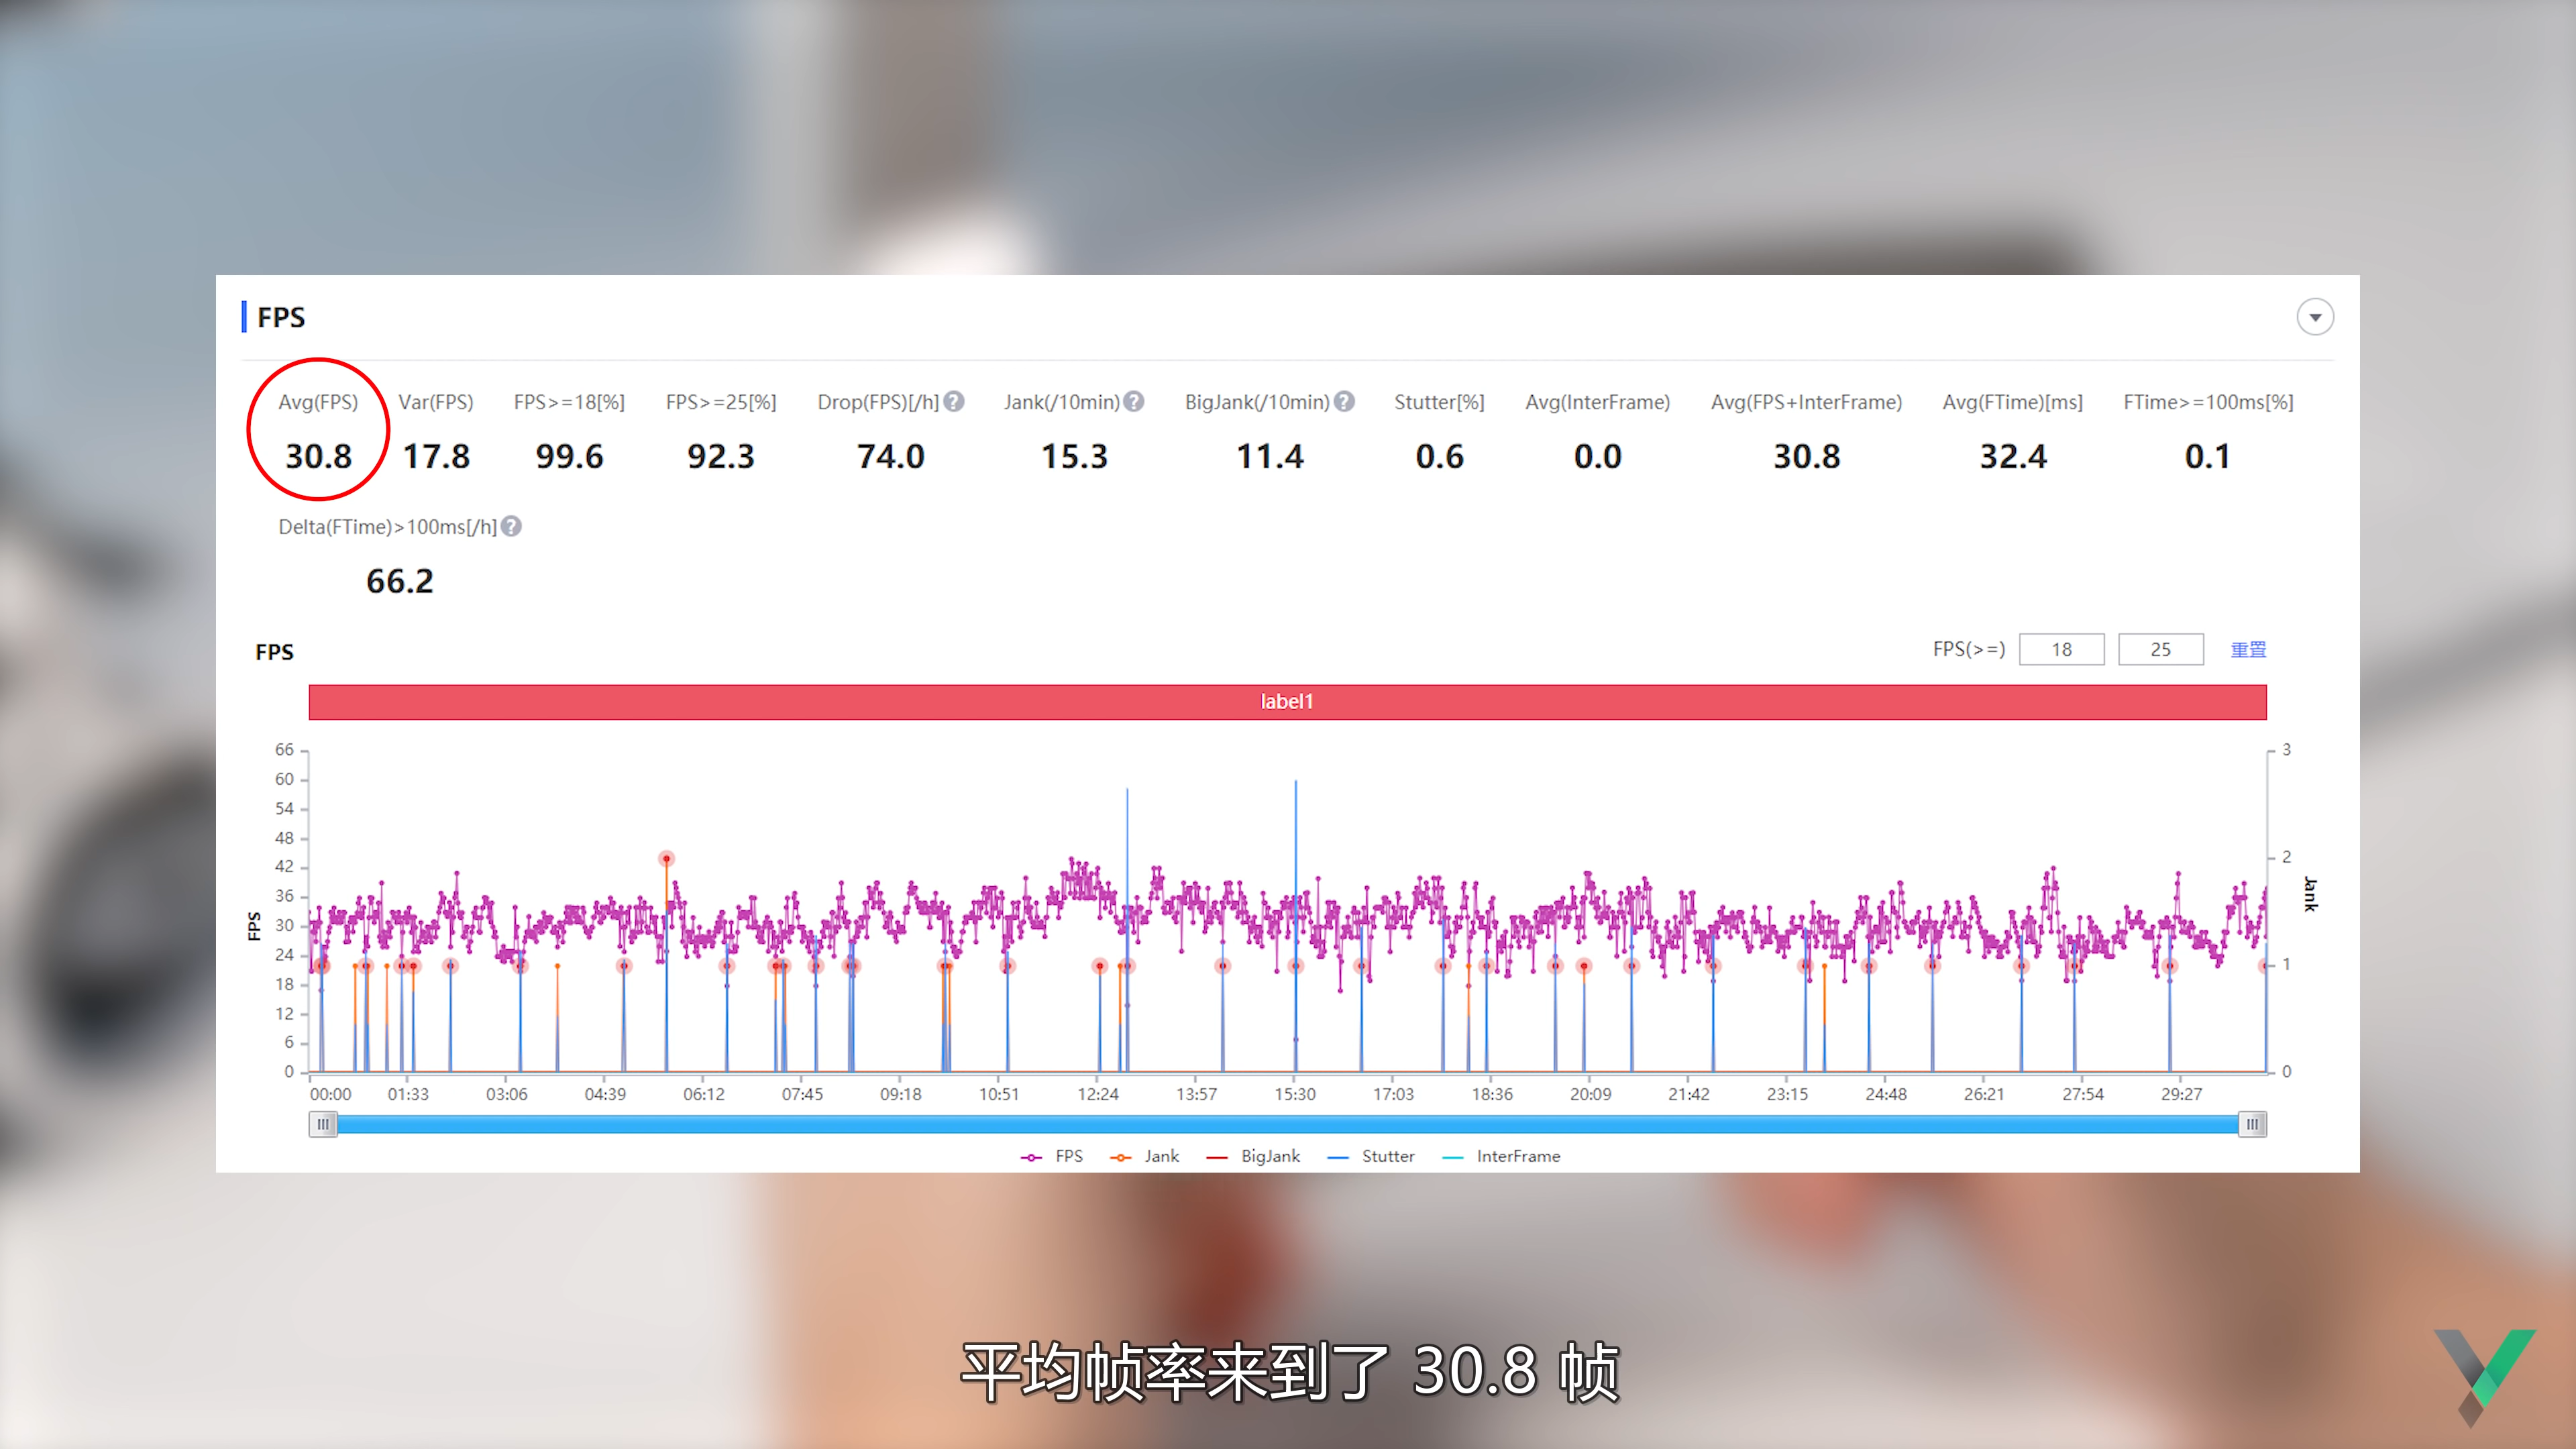 FPS
Avg(FPS) Var(FPS) FPS>=18[%] FPS>=25[%] Drop(FPS)[/h] ? Jank(/10min) ? BigJank(/10min) ? Stutter[%] Avg(InterFrame) Avg(FPS+InterFrame) Avg(FTime)[ms] FTime>=100ms[%]
30.8 17.8 99.6 92.3 74.0 15.3 11.4 0.6 0.0 30.8 32.4 0.1
Delta(FTime)>100ms[/h] ?
66.2
FPS FPS(>=) 18 25 重置
label1
66 3
60
54
48
42 2
36
30
24 1
18
12
6
0 0
FPS
Jank
00:00 01:33 03:06 04:39 06:12 07:45 09:18 10:51 12:24 13:57 15:30 17:03 18:36 20:09 21:42 23:15 24:48 26:21 27:54 29:27
FPS Jank BigJank Stutter InterFrame
平均帧率来到了 30.8 帧